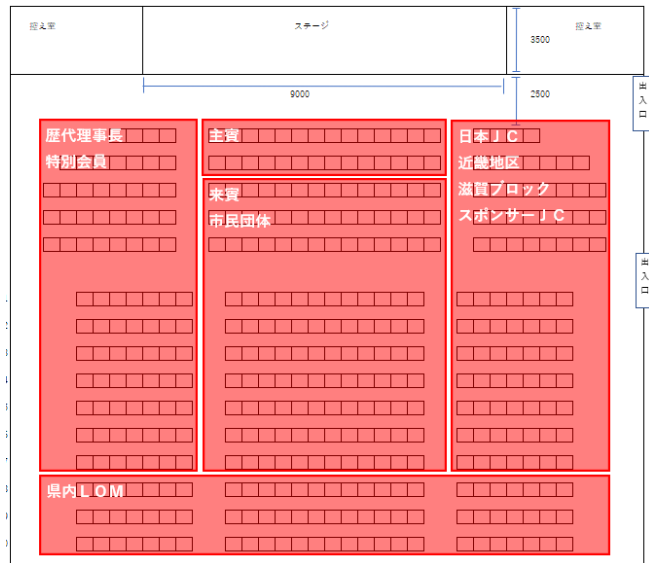 控え室
ステージ
控え室
3500
9000
2500
出入口
歴代理事長
特別会員
主賓
日本ＪＣ
近畿地区
滋賀ブロック
スポンサーＪＣ
来賓
市民団体
出入口
県内ＬＯＭ